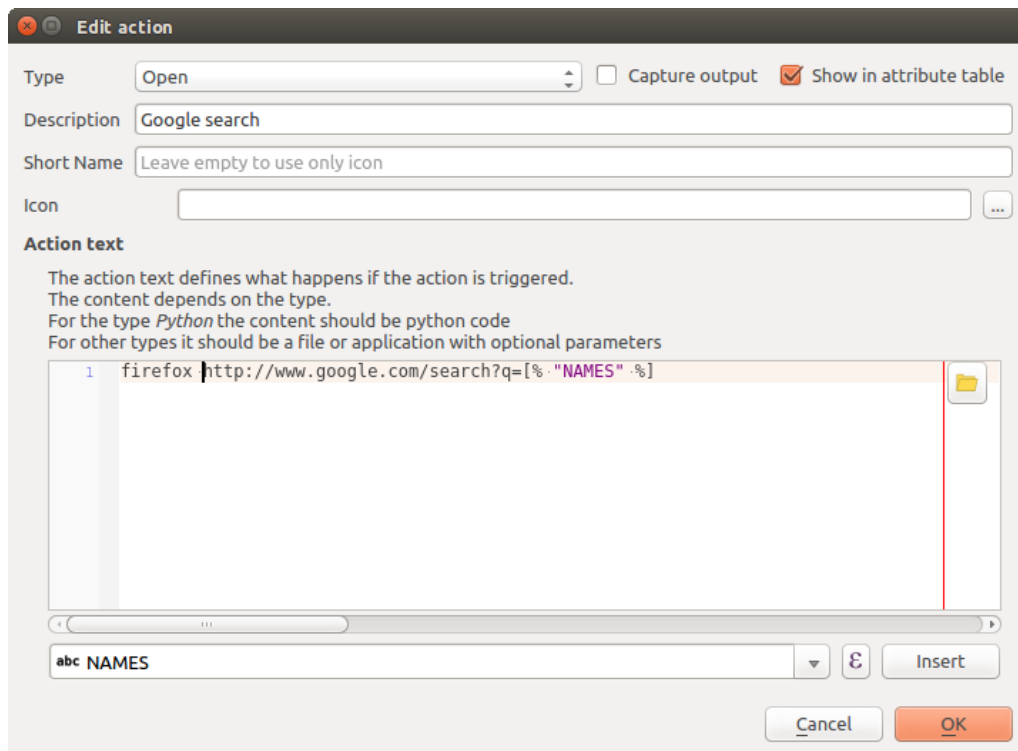 Edit action
Type Open Capture output Show in attribute table
Description Google search
Short Name Leave empty to use only icon
Icon ...
Action text
The action text defines what happens if the action is triggered.
The content depends on the type.
For the type Python the content should be python code
For other types it should be a file or application with optional parameters
1 firefox http://www.google.com/search?q=[% "NAMES" %]
abc NAMES ε Insert
Cancel OK